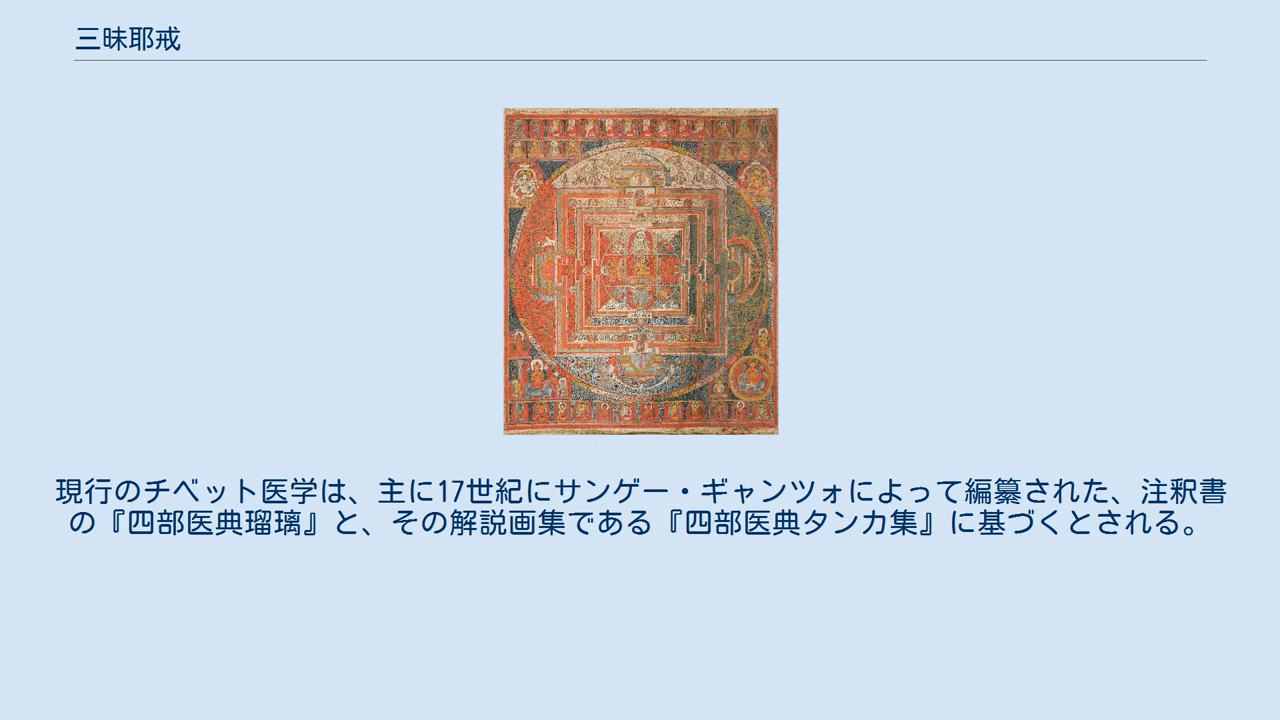 三昧耶戒
現行のチベット医学は、主に17世紀にサンゲー・ギャンツォによって編纂された、注釈書
の『四部医典瑠璃』と、その解説画集である『四部医典タンカ集』に基づくとされる。